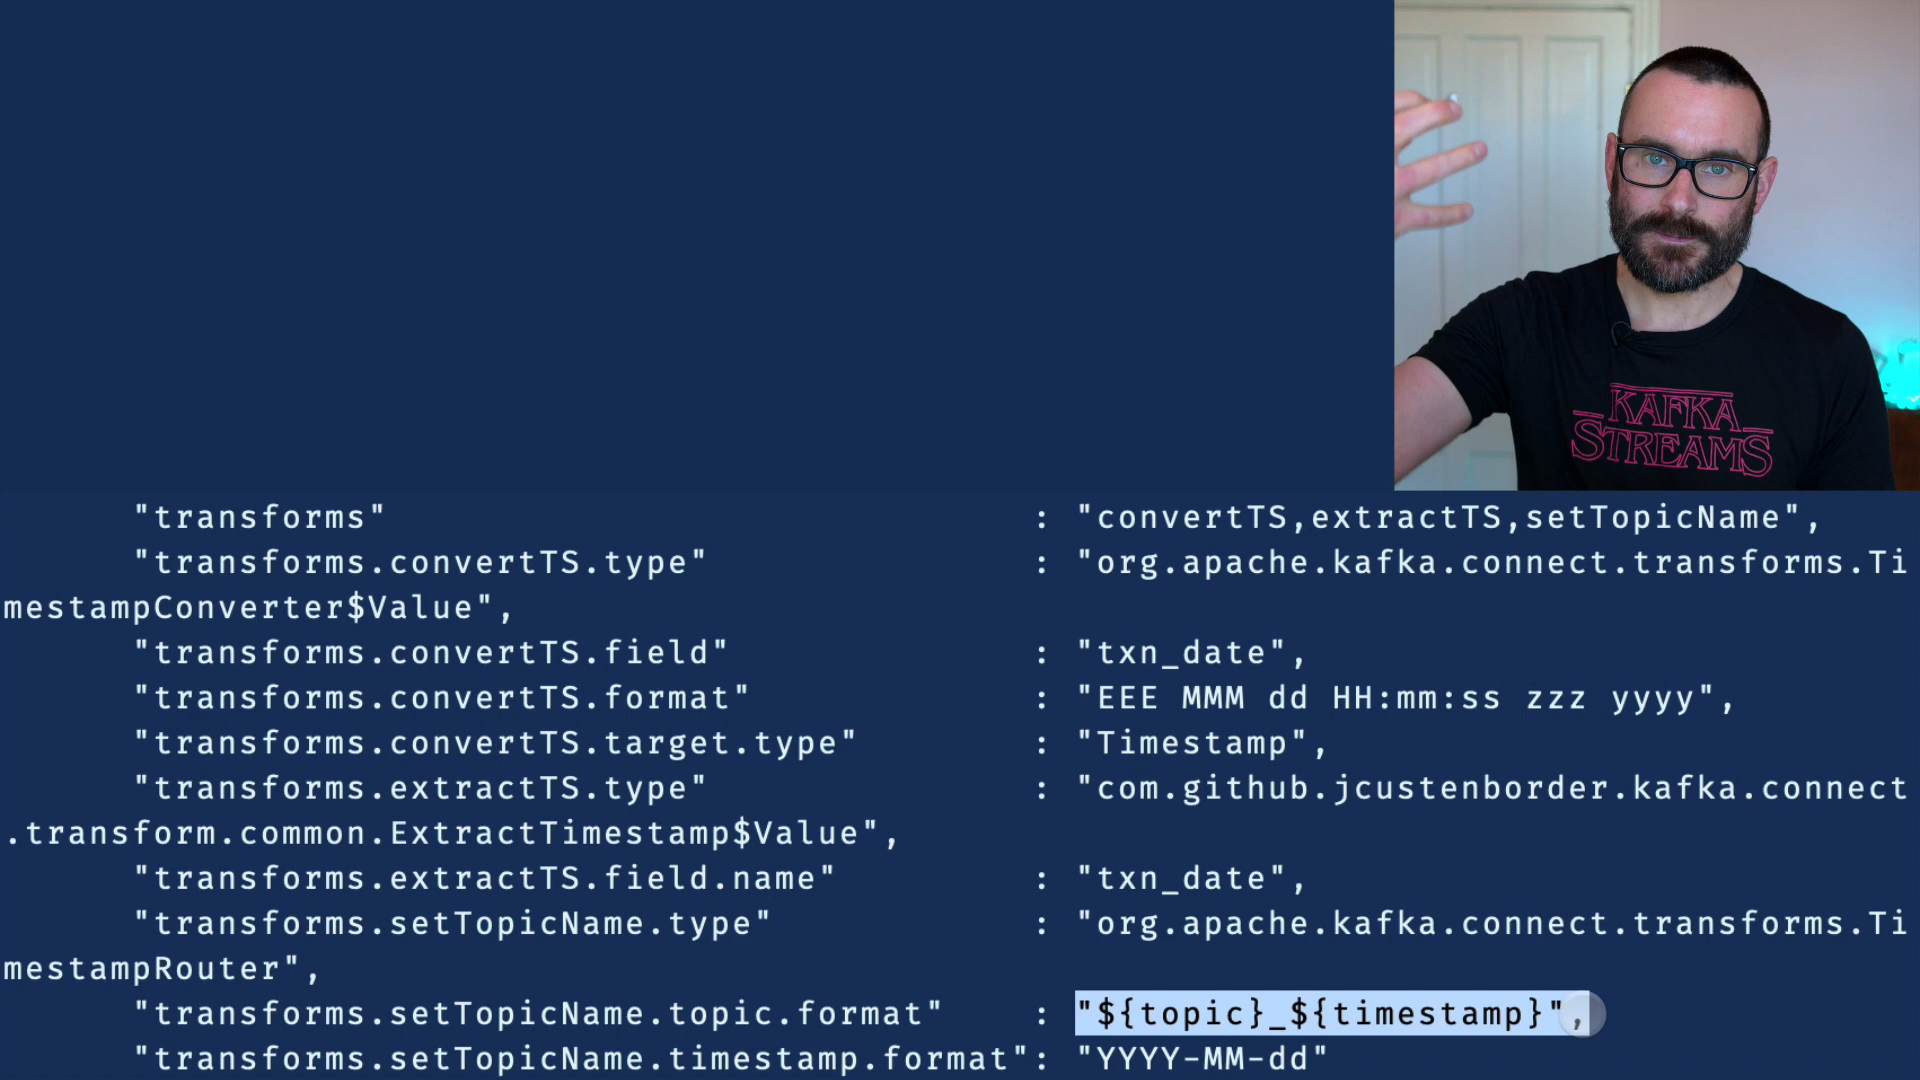 KAFKA
STREAMS
"transforms" : "convertTS,extractTS,setTopicName",
"transforms.convertTS.type" : "org.apache.kafka.connect.transforms.Ti
mestampConverter$Value",
"transforms.convertTS.field" : "txn_date",
"transforms.convertTS.format" : "EEE MMM dd HH:mm:ss zzz yyyy",
"transforms.convertTS.target.type" : "Timestamp",
"transforms.extractTS.type" : "com.github.jcustenborder.kafka.connect
.transform.common.ExtractTimestamp$Value",
"transforms.extractTS.field.name" : "txn_date",
"transforms.setTopicName.type" : "org.apache.kafka.connect.transforms.Ti
mestampRouter",
"transforms.setTopicName.topic.format" : "${topic}_${timestamp}",
"transforms.setTopicName.timestamp.format": "YYYY-MM-dd"